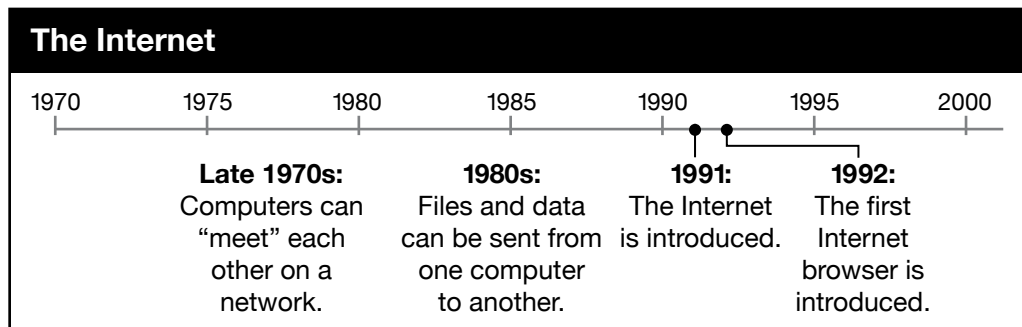 The Internet
1970 1975 1980 1985 1990 1995 2000
Late 1970s:
Computers can
“meet” each
other on a
network.
1980s:
Files and data
can be sent from
one computer
to another.
1991:
The Internet
is introduced.
1992:
The first
Internet
browser is
introduced.